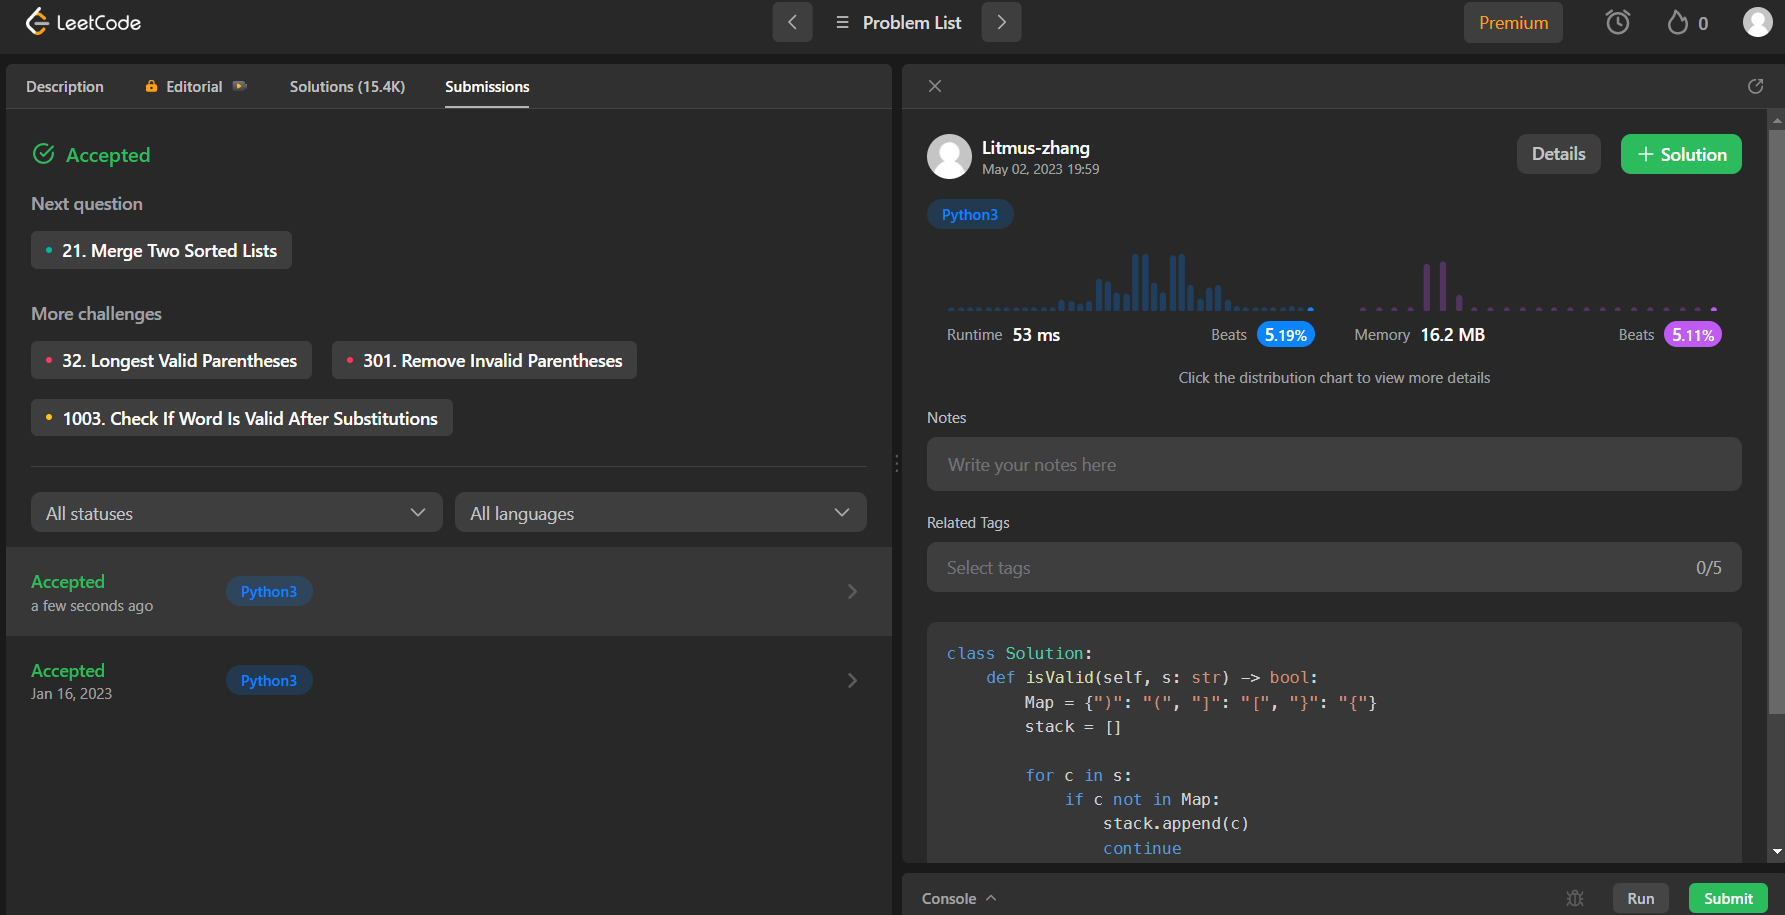 LeetCode
Problem List
Premium
0
Description
Editorial
Solutions (15.4K)
Submissions
Accepted
Next question
21. Merge Two Sorted Lists
More challenges
32. Longest Valid Parentheses
301. Remove Invalid Parentheses
1003. Check If Word Is Valid After Substitutions
All statuses
All languages
Accepted
a few seconds ago
Python3
Accepted
Jan 16, 2023
Python3
Litmus-zhang
May 02, 2023 19:59
Details
+ Solution
Python3
Runtime 53 ms
Beats 5.19%
Memory 16.2 MB
Beats 5.11%
Click the distribution chart to view more details
Notes
Write your notes here
Related Tags
Select tags
0/5
class Solution:
    def isValid(self, s: str) -> bool:
        Map = {")": "(", "]": "[", "}": "{"}
        stack = []
        for c in s:
            if c not in Map:
                stack.append(c)
                continue
Console
Run
Submit